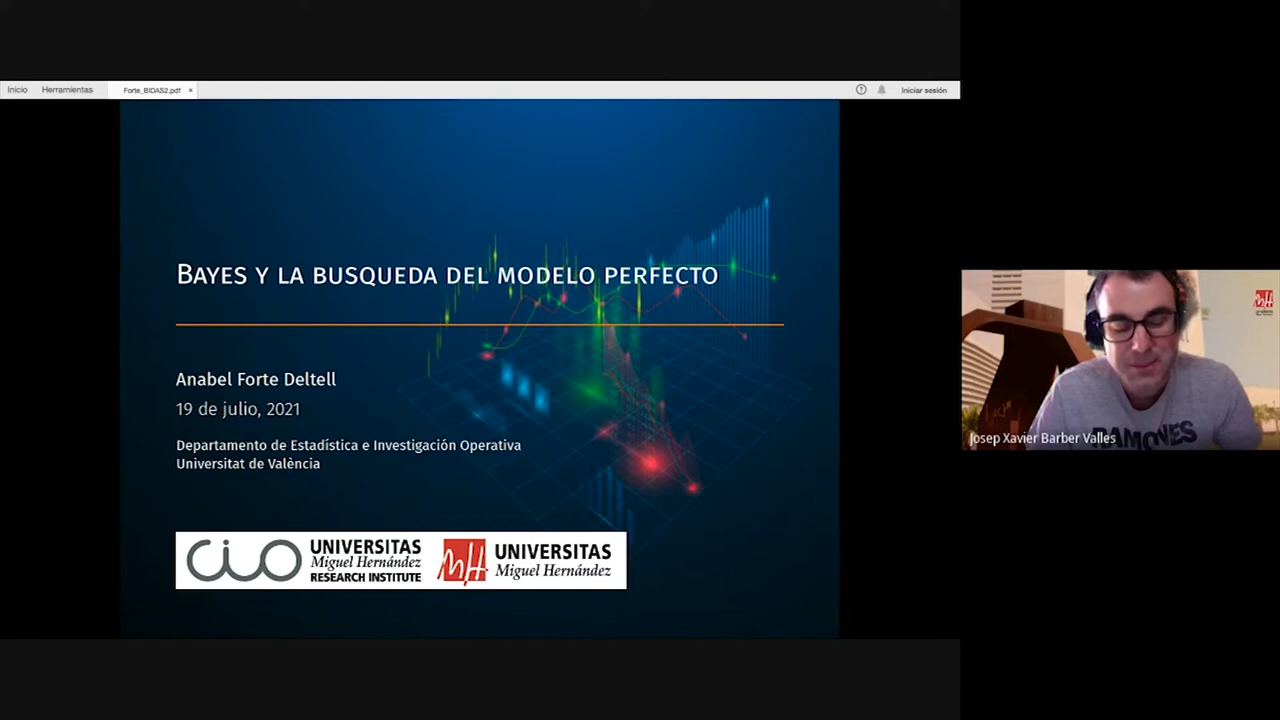 Inicio Herramientas Forte_BIDAS2.pdf × ? Iniciar sesión
BAYES Y LA BUSQUEDA DEL MODELO PERFECTO
Anabel Forte Deltell
19 de julio, 2021
Departamento de Estadística e Investigación Operativa
Universitat de València
cio UNIVERSITAS Miguel Hernández RESEARCH INSTITUTE
MH UNIVERSITAS Miguel Hernández
RAMONES
Josep Xavier Barber Valles